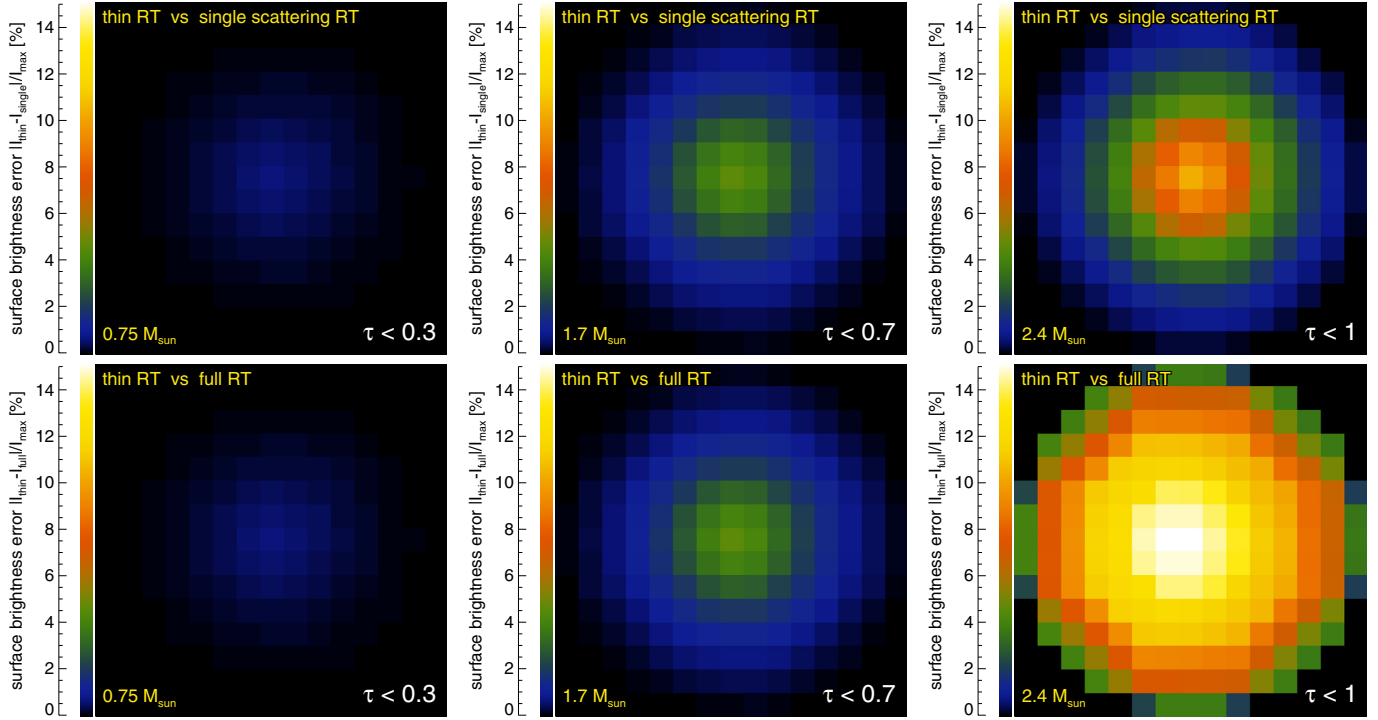 thin RT vs single scattering RT
surface brightness error ||I_thin-I_single|/I_max [%]
14
12
10
8
6
4
2
0
0.75 M_sun
τ < 0.3
thin RT vs single scattering RT
surface brightness error ||I_thin-I_single|/I_max [%]
14
12
10
8
6
4
2
0
1.7 M_sun
τ < 0.7
thin RT vs single scattering RT
surface brightness error ||I_thin-I_single|/I_max [%]
14
12
10
8
6
4
2
0
2.4 M_sun
τ < 1
thin RT vs full RT
surface brightness error ||I_thin-I_full|/I_max [%]
14
12
10
8
6
4
2
0
0.75 M_sun
τ < 0.3
thin RT vs full RT
surface brightness error ||I_thin-I_full|/I_max [%]
14
12
10
8
6
4
2
0
1.7 M_sun
τ < 0.7
thin RT vs full RT
surface brightness error ||I_thin-I_full|/I_max [%]
14
12
10
8
6
4
2
0
2.4 M_sun
τ < 1